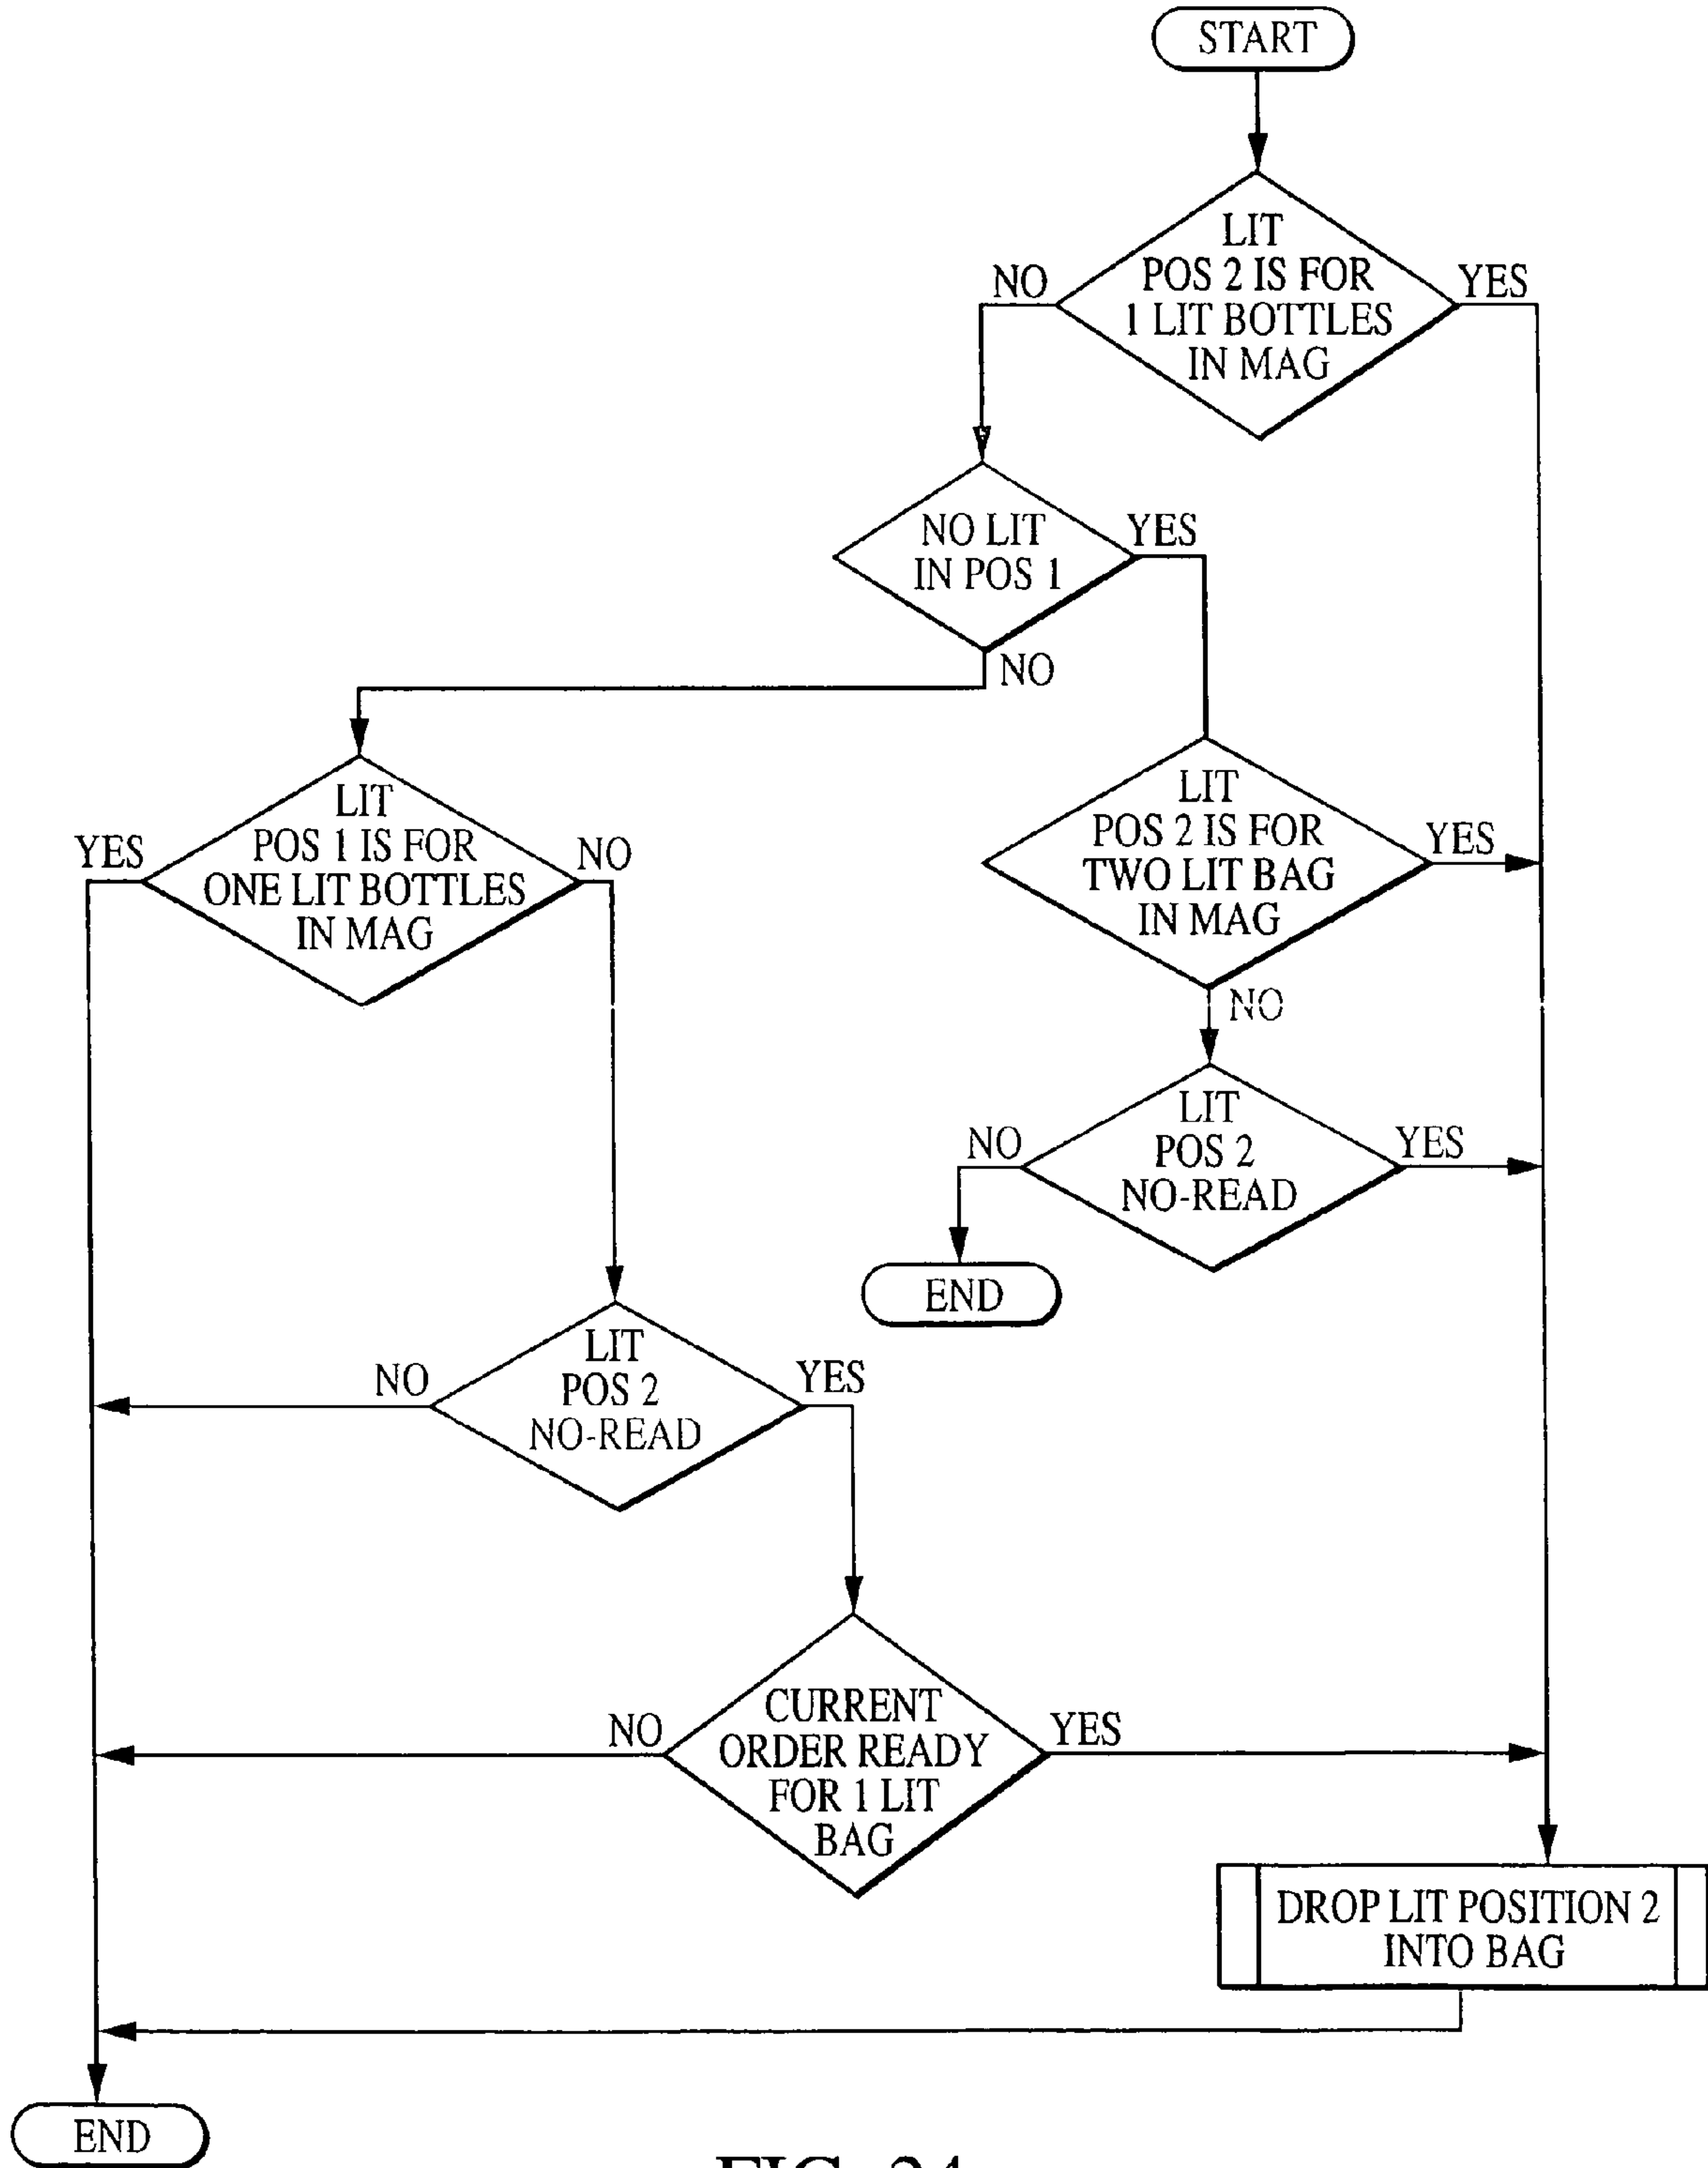 START
LIT
POS 2 IS FOR
1 LIT BOTTLES
IN MAG
NO
YES
NO LIT
IN POS 1
YES
NO
LIT
POS 1 IS FOR
ONE LIT BOTTLES
IN MAG
YES
NO
LIT
POS 2 IS FOR
TWO LIT BAG
IN MAG
YES
NO
LIT
POS 2
NO-READ
NO
YES
END
LIT
POS 2
NO-READ
NO
YES
CURRENT
ORDER READY
FOR 1 LIT
BAG
NO
YES
DROP LIT POSITION 2
INTO BAG
END